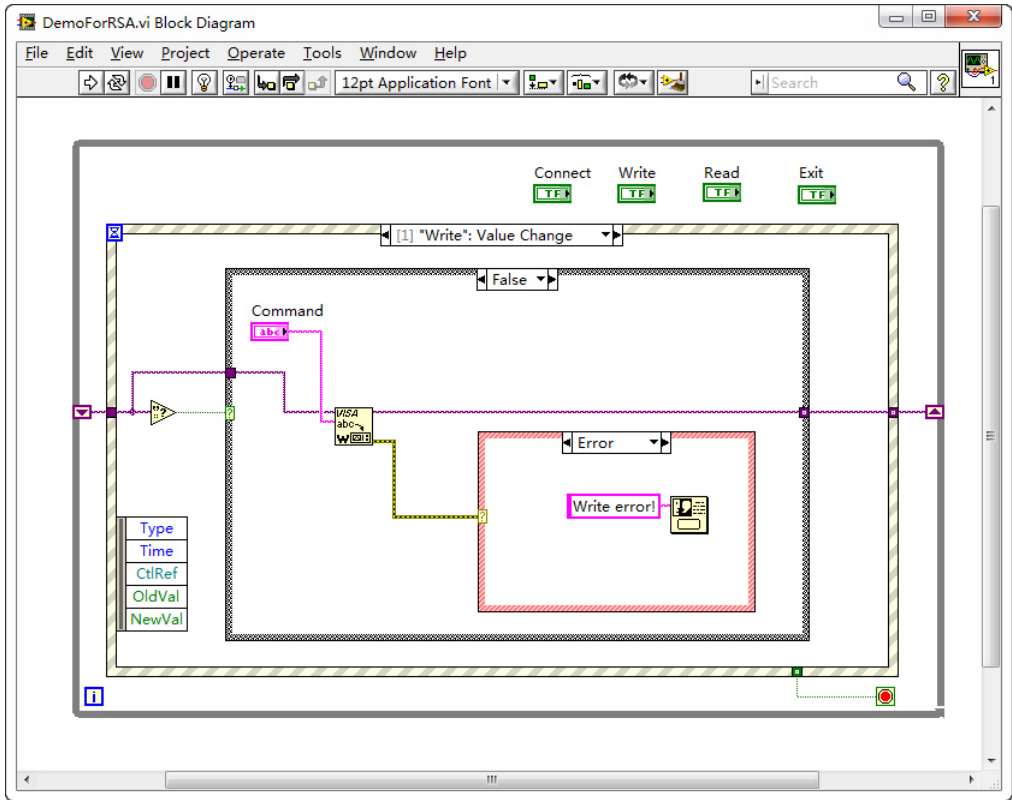 DemoForRSA.vi Block Diagram
File Edit View Project Operate Tools Window Help
12pt Application Font
Search
1
Connect Write Read Exit
TF TF TF TF
[1] "Write": Value Change
False
Command
abc
?
VISA
abc
W
Error
?
Write error!
Type
Time
CtlRef
OldVal
NewVal
i